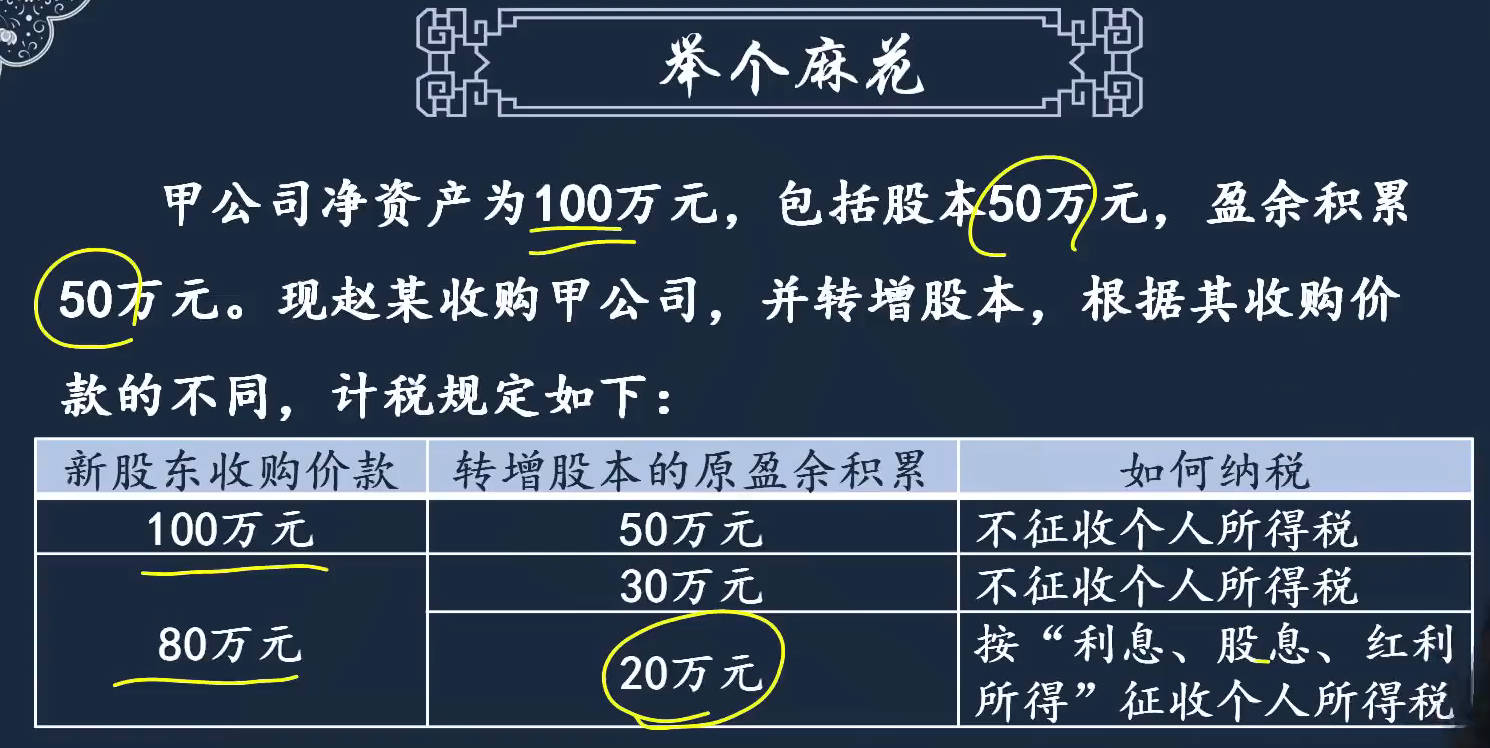 举个麻花
甲公司净资产为100万元，包括股本50万元，盈余积累
50万元。现赵某收购甲公司，并转增股本，根据其收购价
款的不同，计税规定如下：
新股东收购价款 转增股本的原盈余积累 如何纳税
100万元 50万元 不征收个人所得税
80万元 30万元 不征收个人所得税
20万元 按“利息、股息、红利
所得”征收个人所得税